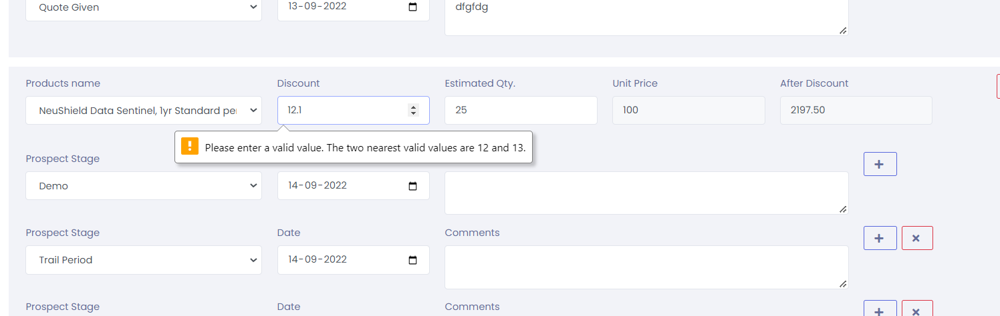 Quote Given 13-09-2022 dfgfdg
Products name Discount Estimated Qty. Unit Price After Discount
NeuShield Data Sentinel, 1yr Standard pe 12.1 25 100 2197.50
Please enter a valid value. The two nearest valid values are 12 and 13.
Prospect Stage
Demo 14-09-2022
Prospect Stage Date Comments
Trail Period 14-09-2022
Prospect Stage Date Comments